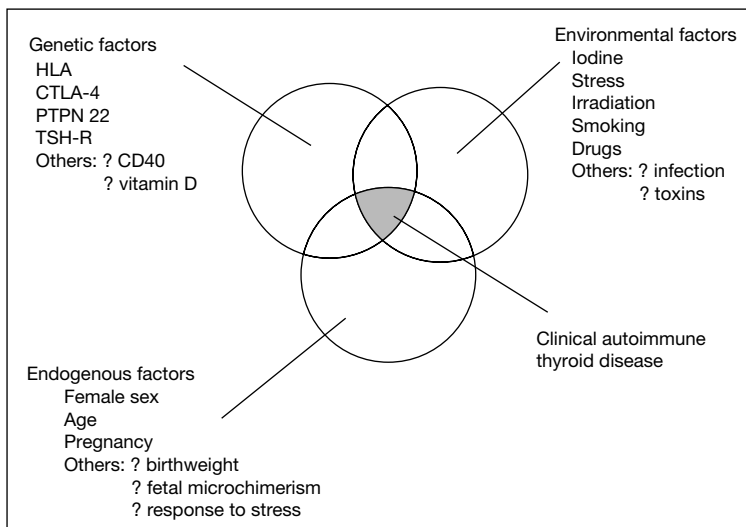 Genetic factors
HLA
CTLA-4
PTPN 22
TSH-R
Others: ? CD40
? vitamin D
Environmental factors
Iodine
Stress
Irradiation
Smoking
Drugs
Others: ? infection
? toxins
Clinical autoimmune
thyroid disease
Endogenous factors
Female sex
Age
Pregnancy
Others: ? birthweight
? fetal microchimerism
? response to stress